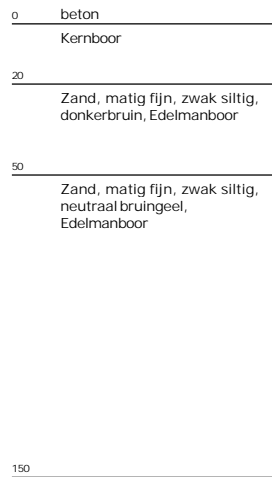 0 beton
Kernboor
20
Zand, matig fijn, zwak siltig,
donkerbruin, Edelmanboor
50
Zand, matig fijn, zwak siltig,
neutraal bruingeel,
Edelmanboor
150